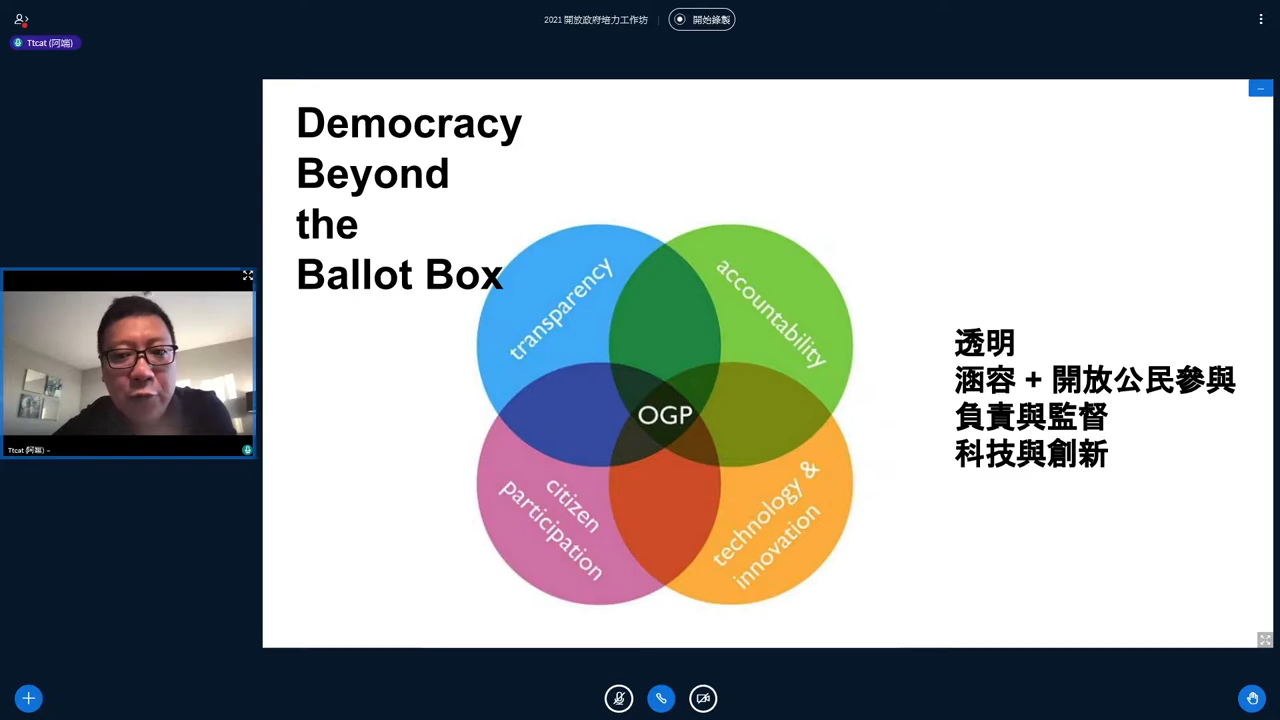 2021 開放政府培力工作坊
開始錄製
Ttcat (阿端)
Democracy
Beyond
the
Ballot Box
transparency
accountability
OGP
citizen
participation
technology &
innovation
透明
涵容 + 開放公民參與
負責與監督
科技與創新
Ttcat (阿端)